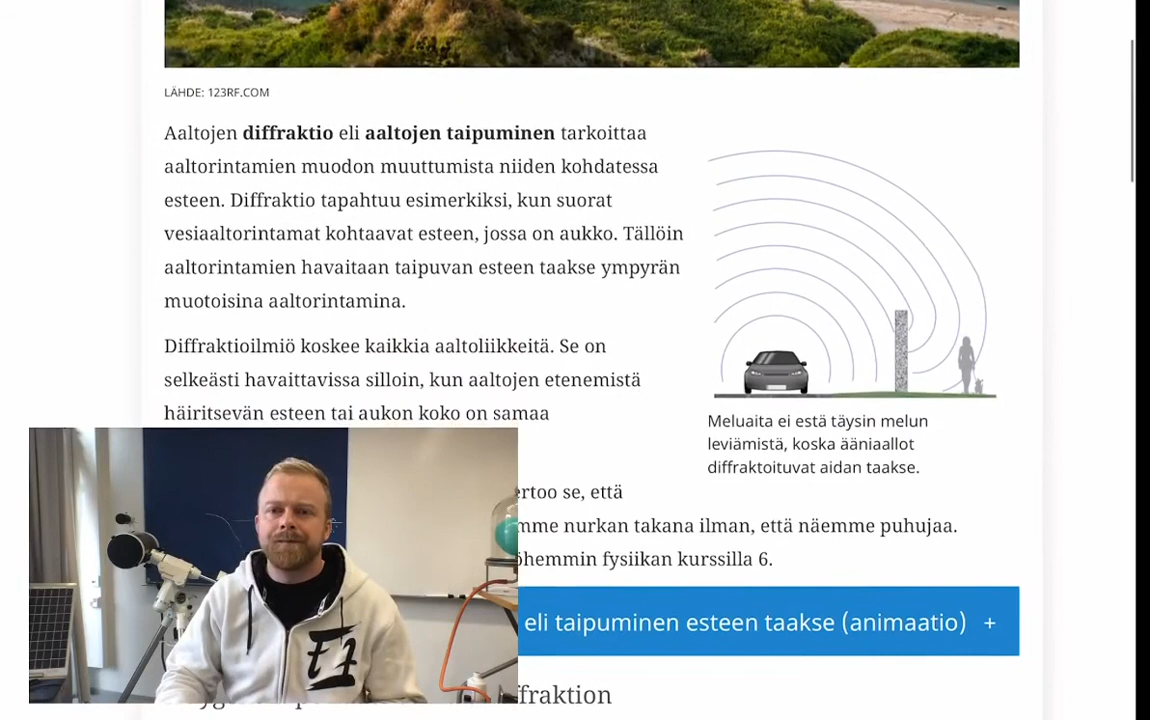 LÄHDE: 123RF.COM
Aaltojen diffraktio eli aaltojen taipuminen tarkoittaa
aaltorintamien muodon muuttumista niiden kohdatessa
esteen. Diffraktio tapahtuu esimerkiksi, kun suorat
vesiaaltorintamat kohtaavat esteen, jossa on aukko. Tällöin
aaltorintamien havaitaan taipuvan esteen taakse ympyrän
muotoisina aaltorintamina.
Diffraktioilmiö koskee kaikkia aaltoliikkeitä. Se on
selkeästi havaittavissa silloin, kun aaltojen etenemistä
häiritsevän esteen tai aukon koko on samaa
Meluaita ei estä täysin melun
leviämistä, koska ääniaallot
diffraktoituvat aidan taakse.
ertoo se, että
mme nurkan takana ilman, että näemme puhujaa.
öhemmin fysiikan kurssilla 6.
eli taipuminen esteen taakse (animaatio) +
ffraktion